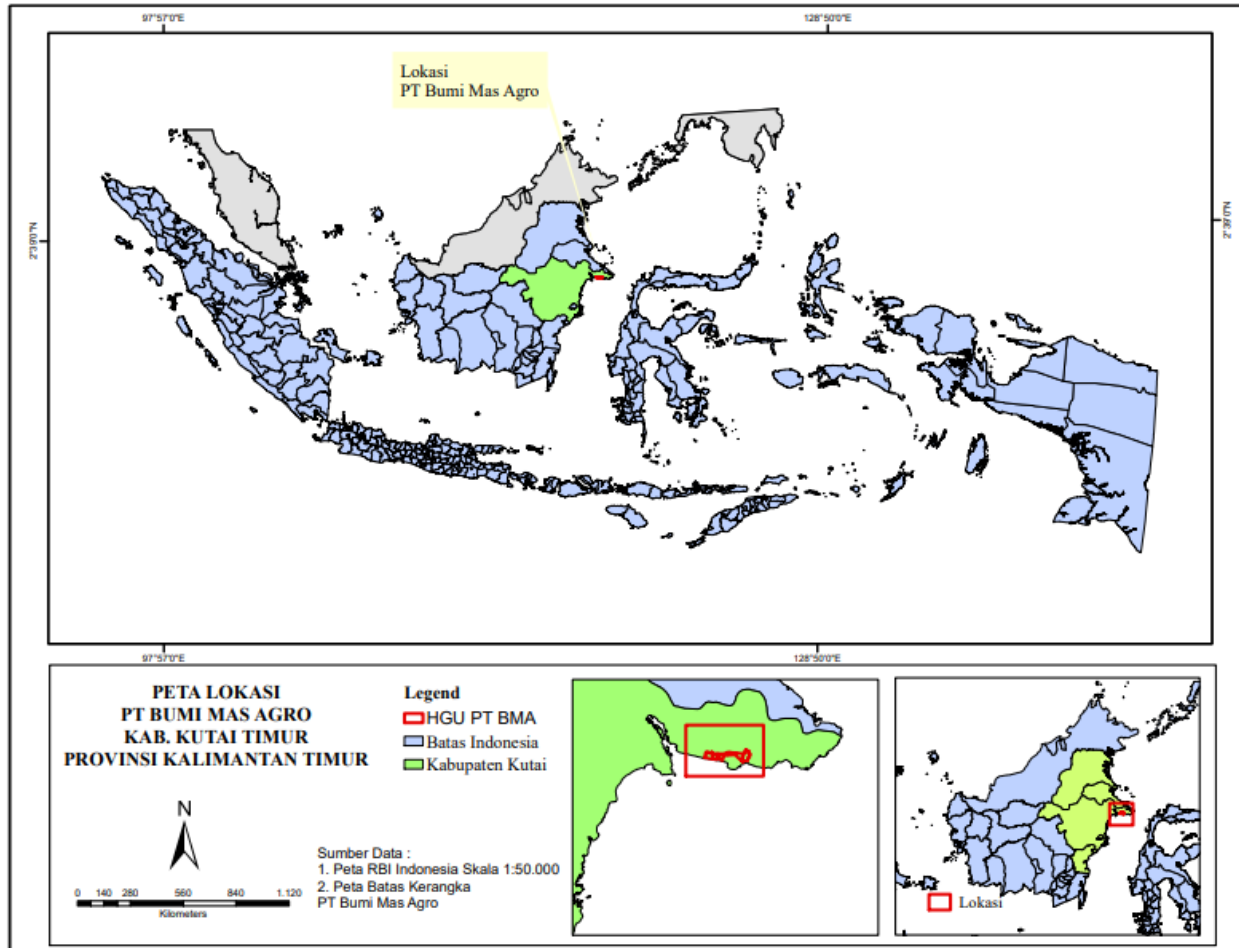 97°57'0"E
128°50'0"E
Lokasi
PT Bumi Mas Agro
2°39'0"N
2°39'0"N
97°57'0"E
128°50'0"E
PETA LOKASI
PT BUMI MAS AGRO
KAB. KUTAI TIMUR
PROVINSI KALIMANTAN TIMUR
N
0 140 280 560 840 1.120
Kilometers
Legend
HGU PT BMA
Batas Indonesia
Kabupaten Kutai
Sumber Data :
1. Peta RBI Indonesia Skala 1:50.000
2. Peta Batas Kerangka
PT Bumi Mas Agro
Lokasi